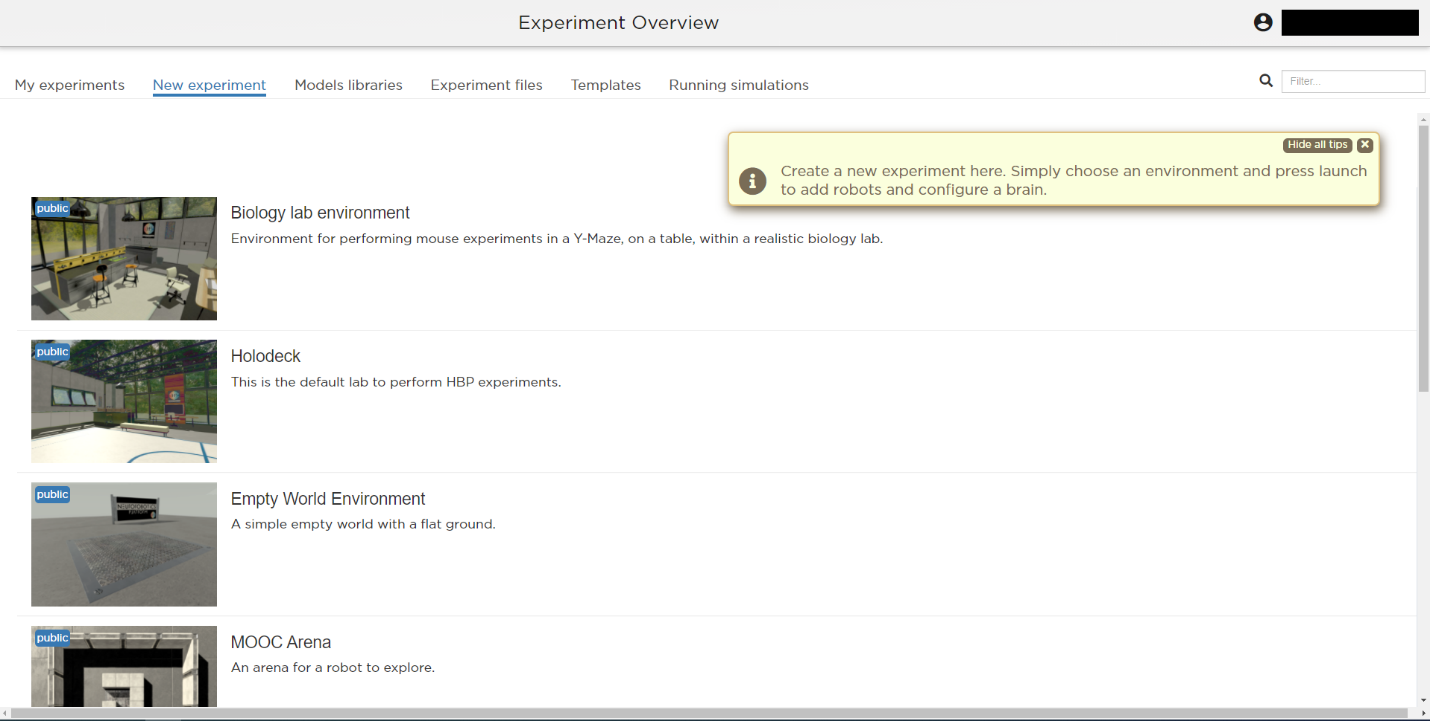 Experiment Overview
My experiments New experiment Models libraries Experiment files Templates Running simulations Filter...
Hide all tips
Create a new experiment here. Simply choose an environment and press launch
to add robots and configure a brain.
public
Biology lab environment
Environment for performing mouse experiments in a Y-Maze, on a table, within a realistic biology lab.
public
Holodeck
This is the default lab to perform HBP experiments.
public
Empty World Environment
A simple empty world with a flat ground.
public
MOOC Arena
An arena for a robot to explore.